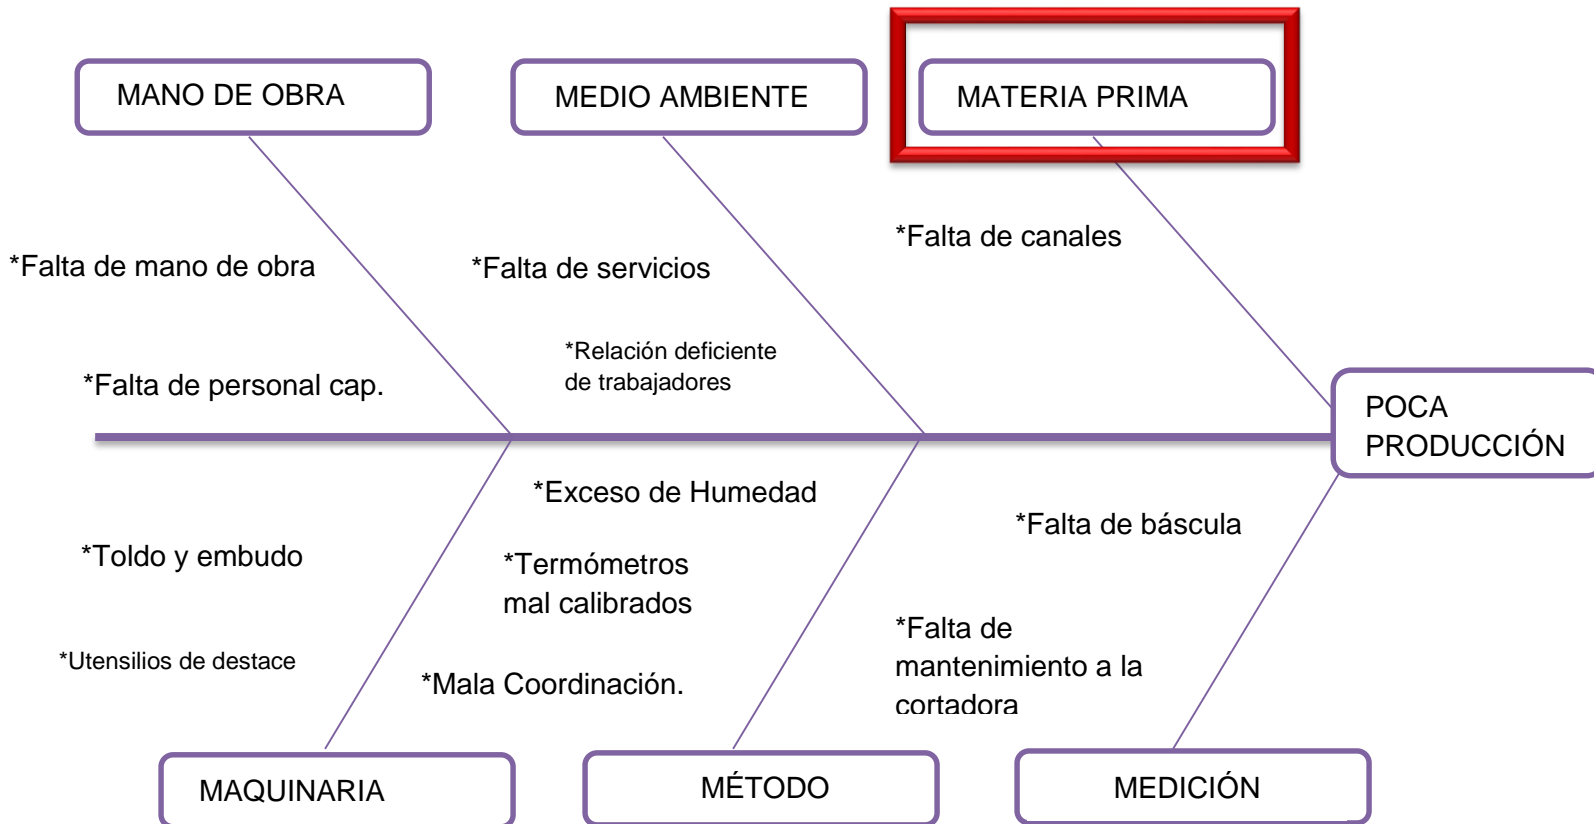 MANO DE OBRA
MEDIO AMBIENTE
MATERIA PRIMA
*Falta de canales
*Falta de mano de obra
*Falta de servicios
*Relación deficiente
de trabajadores
*Falta de personal cap.
POCA
PRODUCCIÓN
*Exceso de Humedad
*Falta de báscula
*Toldo y embudo
*Termómetros
mal calibrados
*Falta de
mantenimiento a la
cortadora
*Utensilios de destace
*Mala Coordinación.
MAQUINARIA
MÉTODO
MEDICIÓN